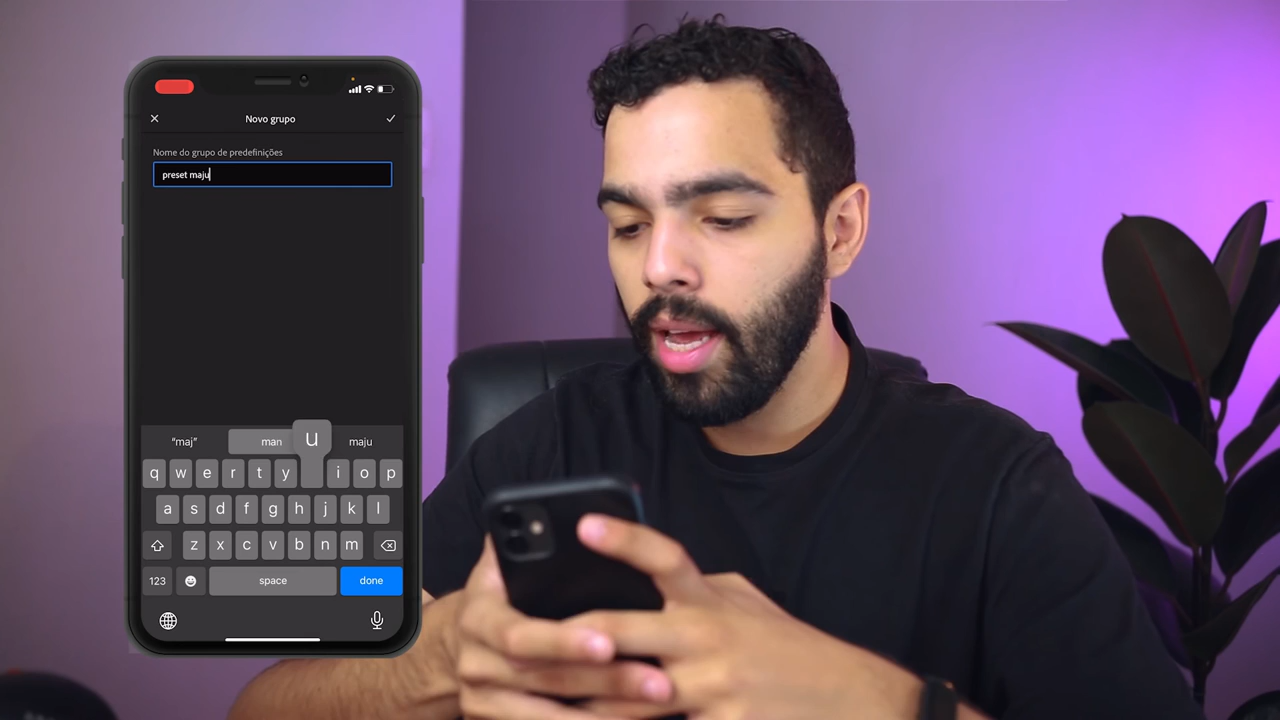 Novo grupo
Nome do grupo de predefinições
preset maju
“maj” man maju
u
q w e r t y i o p
a s d f g h j k l
z x c v b n m
123 space done